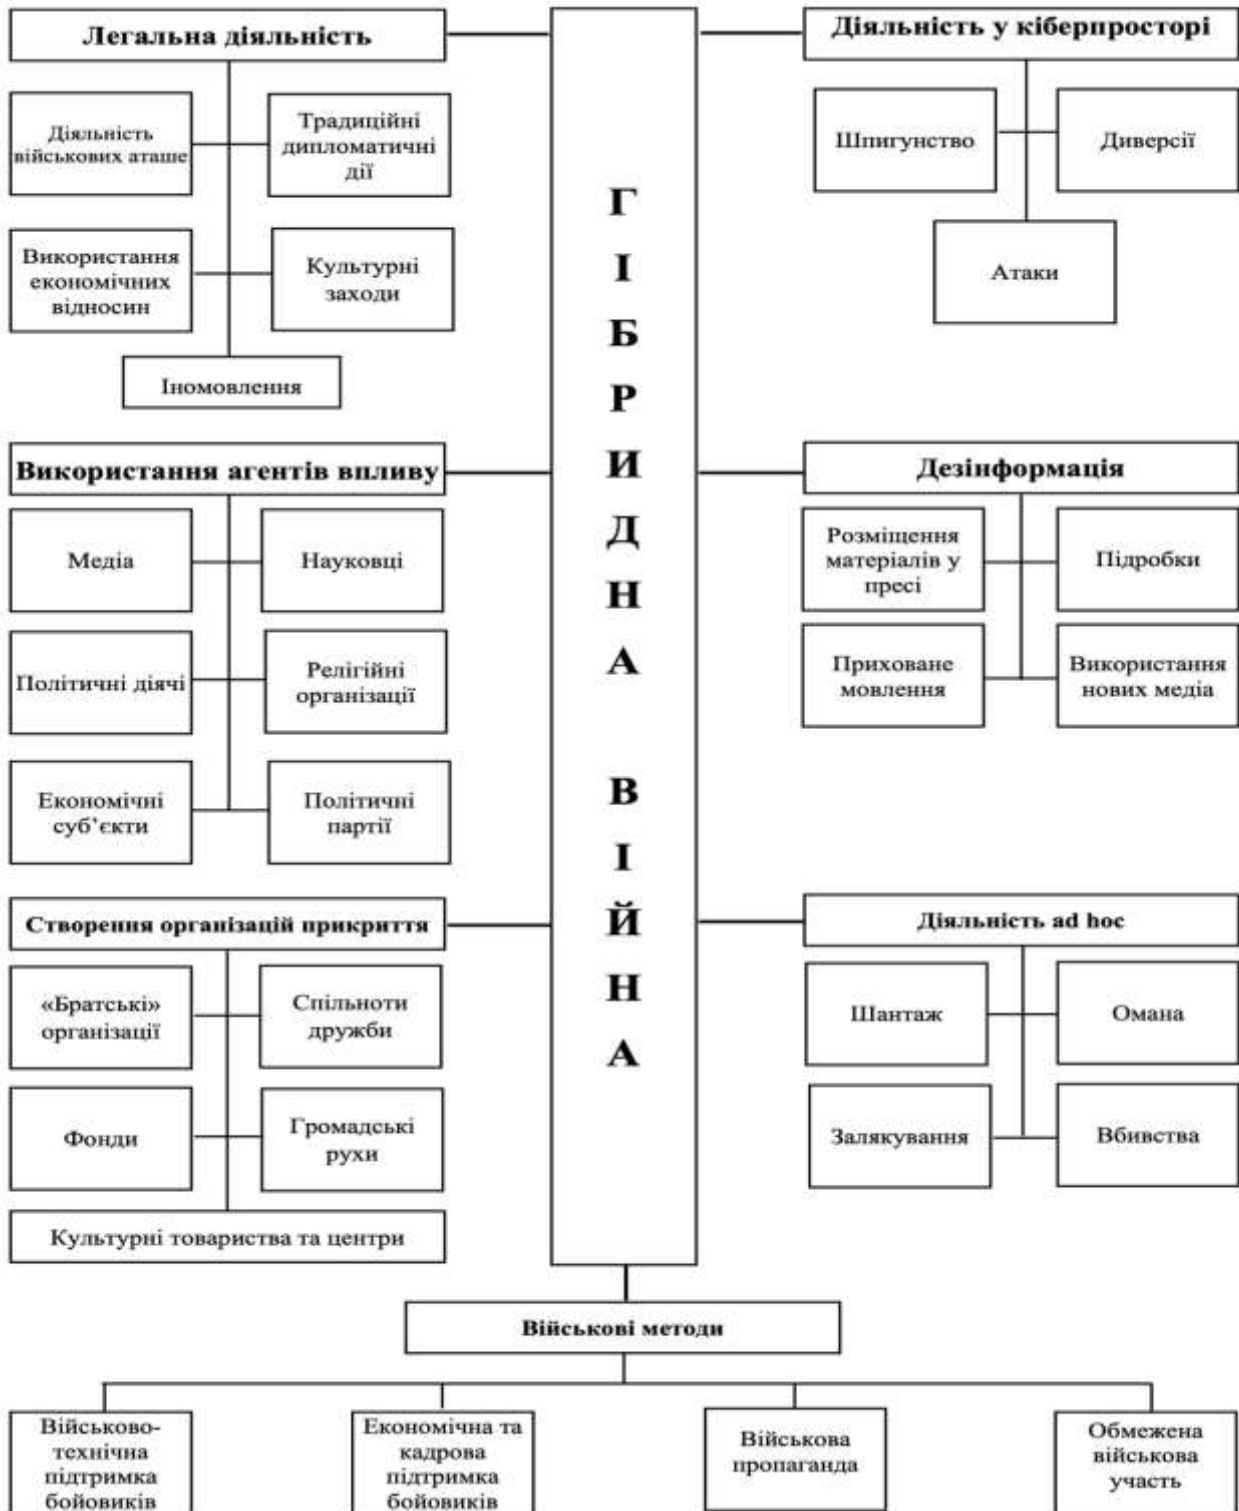 Легальна діяльність
Діяльність
військових аташе
Традиційні
дипломатичні
дії
Використання
економічних
відносин
Культурні
заходи
Іномовлення
Використання агентів впливу
Медіа
Науковці
Політичні діячі
Релігійні
організації
Економічні
суб’єкти
Політичні
партії
Створення організацій прикриття
«Братські»
організації
Спільноти
дружби
Фонди
Громадські
рухи
Культурні товариства та центри
Г
І
Б
Р
И
Д
Н
А
В
І
Й
Н
А
Діяльність у кіберпросторі
Шпигунство
Диверсії
Атаки
Дезінформація
Розміщення
матеріалів у
пресі
Підробки
Приховане
мовлення
Використання
нових медіа
Діяльність ad hoc
Шантаж
Омана
Залякування
Вбивства
Військові методи
Військово-
технічна
підтримка
бойовиків
Економічна та
кадрова
підтримка
бойовиків
Військова
пропаганда
Обмежена
військова
участь